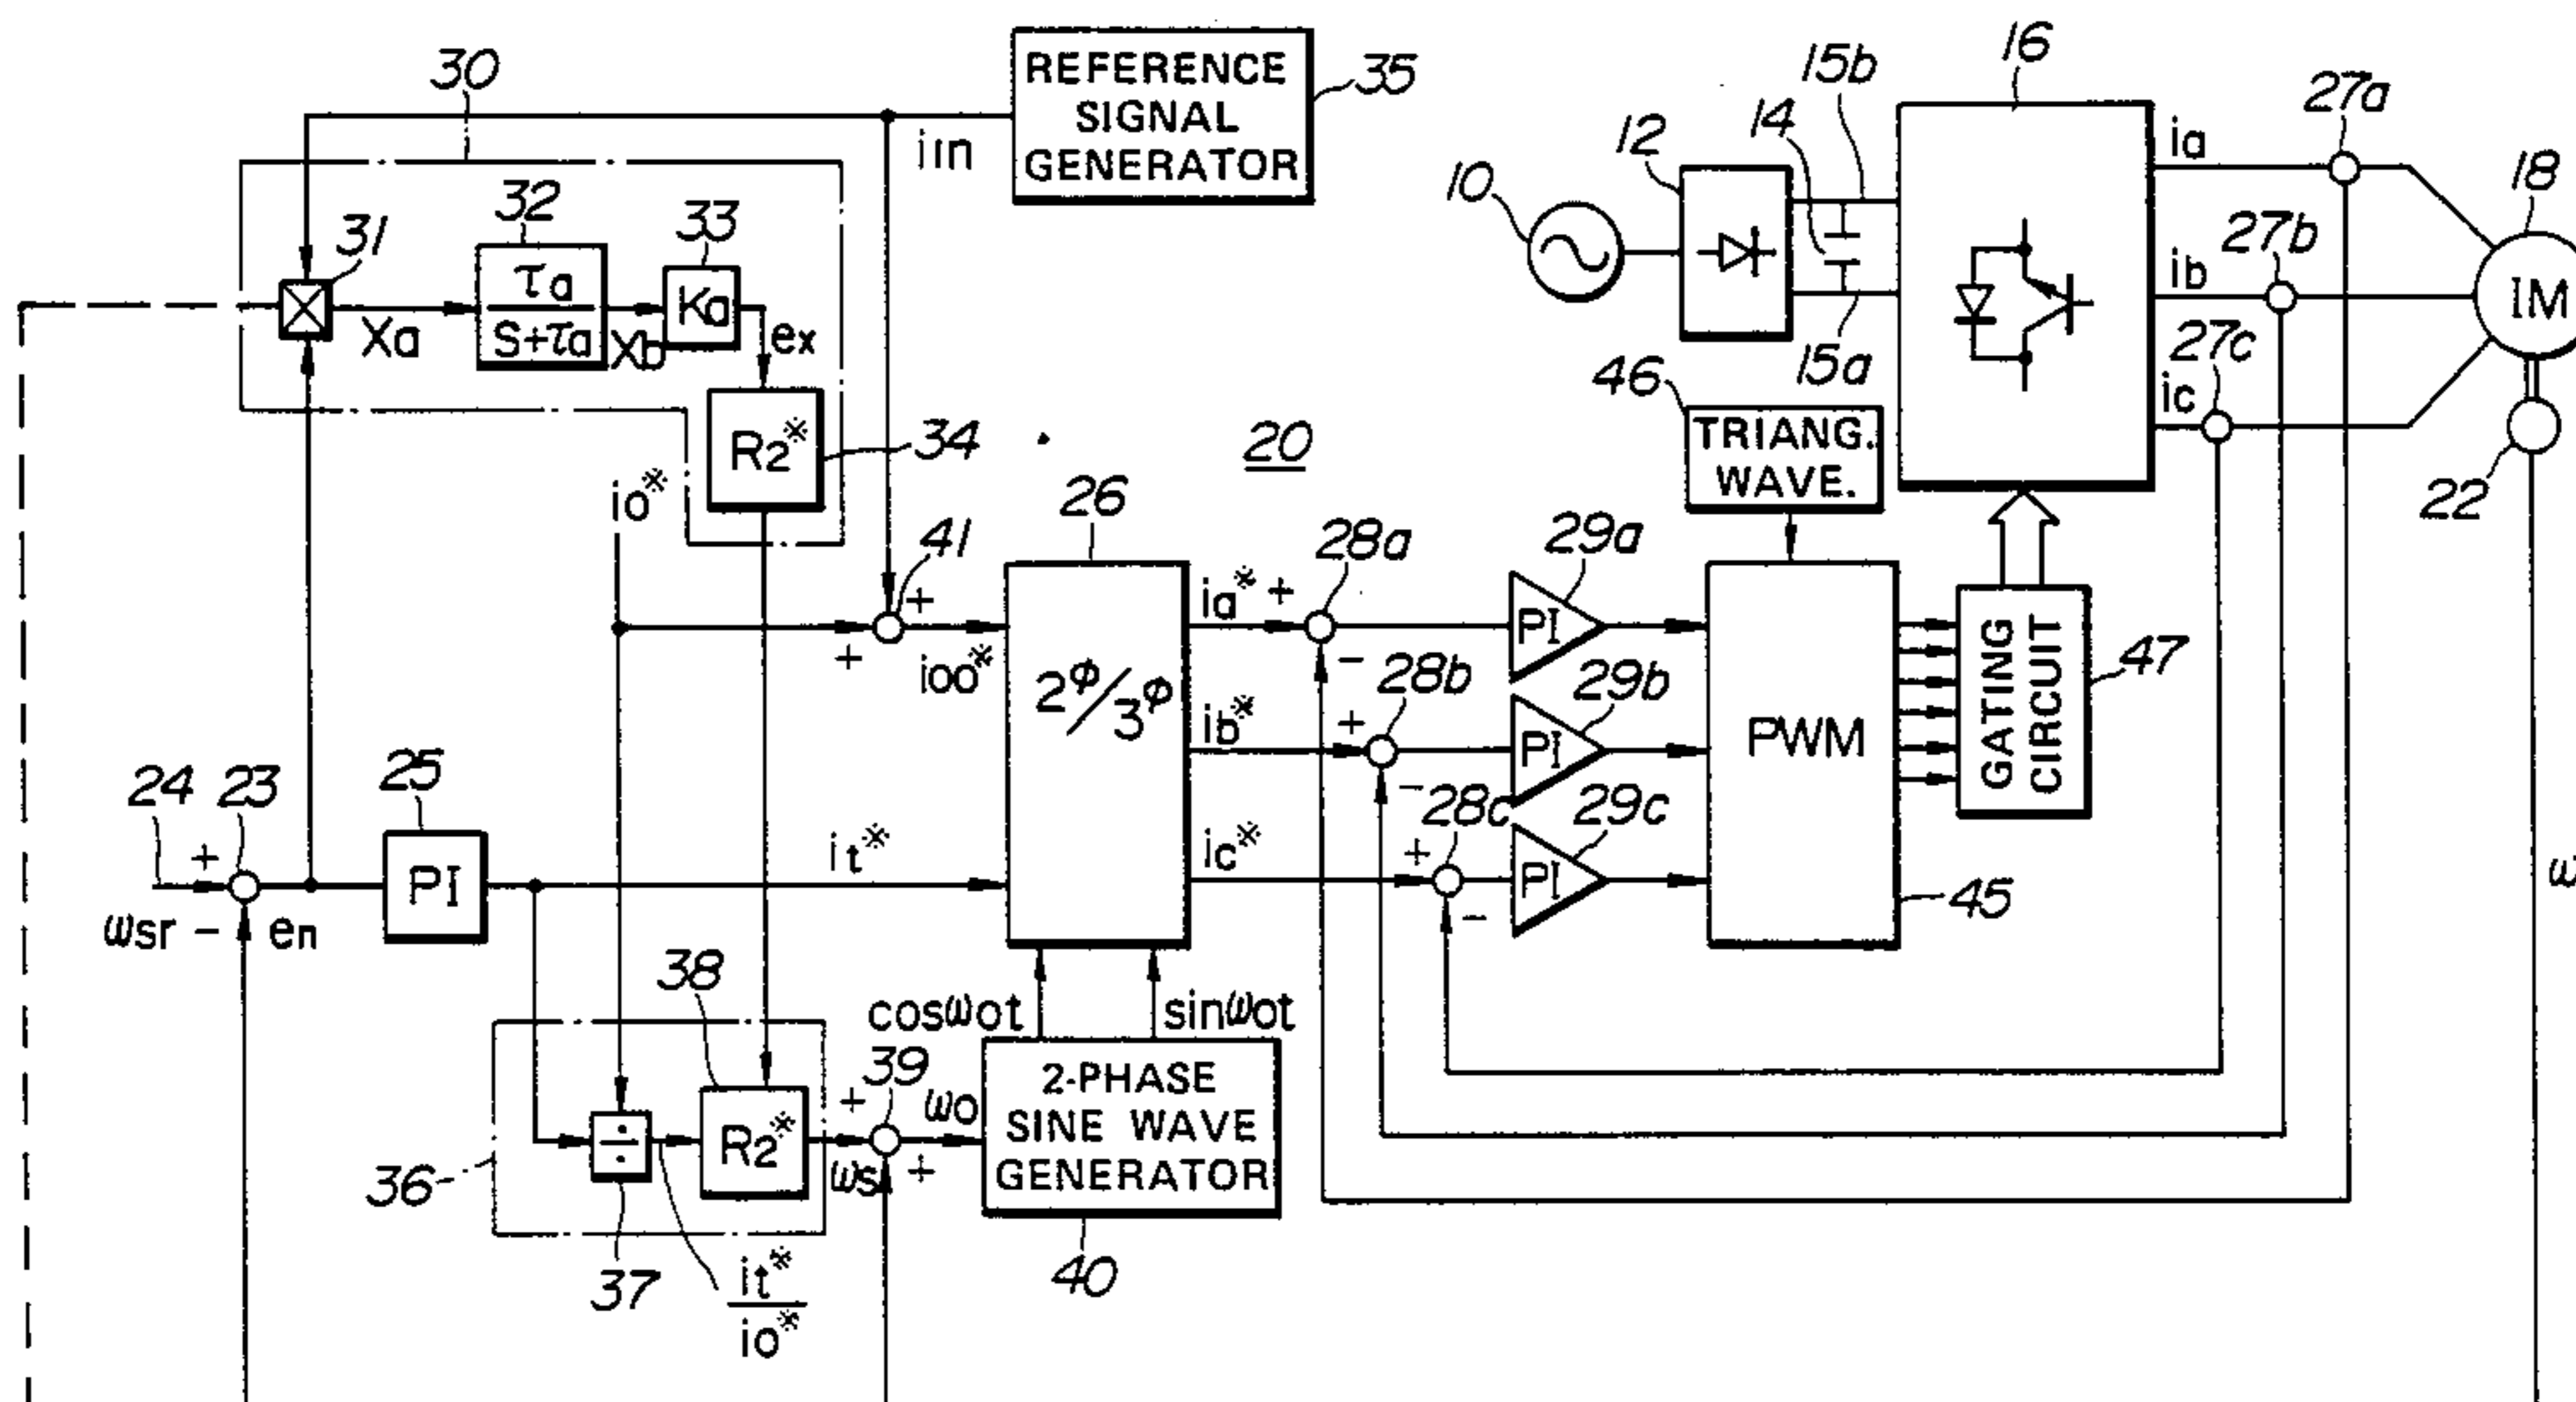 30
REFERENCE
SIGNAL
GENERATOR
35
iın
31
32
τa
S+τa
33
Ka
Xa
Xb
ex
R2※
34
io※
10
12
14
15b
15a
16
ia
ib
ic
27a
27b
27c
18
IM
22
46
TRIANG.
WAVE.
20
26
2φ/3φ
41
+
+
ioo※
ia※
+
-
28a
ib※
+
-
28b
ic※
+
-
28c
29a
PI
29b
PI
29c
PI
PWM
45
GATING
CIRCUIT
47
24
+
23
ωsr
-
en
25
PI
it※
cosωot
sinωot
36
37
÷
38
R2※
it※
io※
+
39
ωs
+
ωo
2-PHASE
SINE WAVE
GENERATOR
40
ω